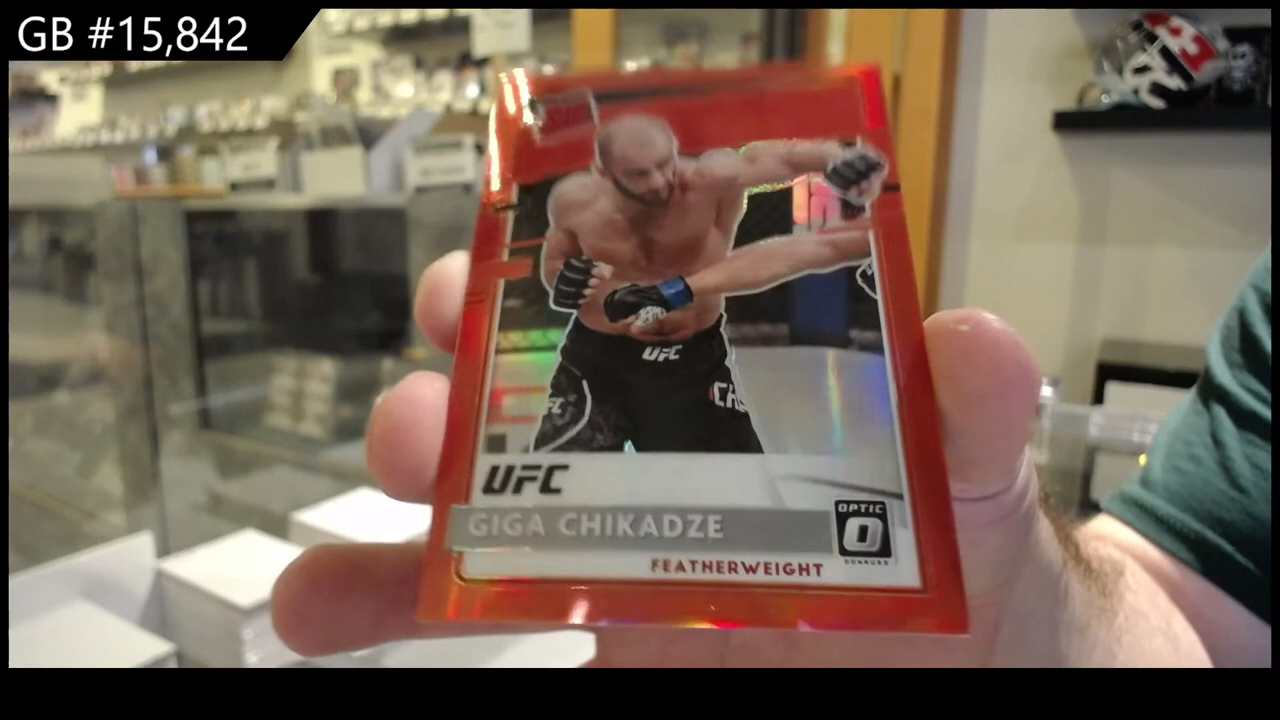 GB #15,842
UFC
UFC
GIGA CHIKADZE
OPTIC
DONRUSS
FEATHERWEIGHT